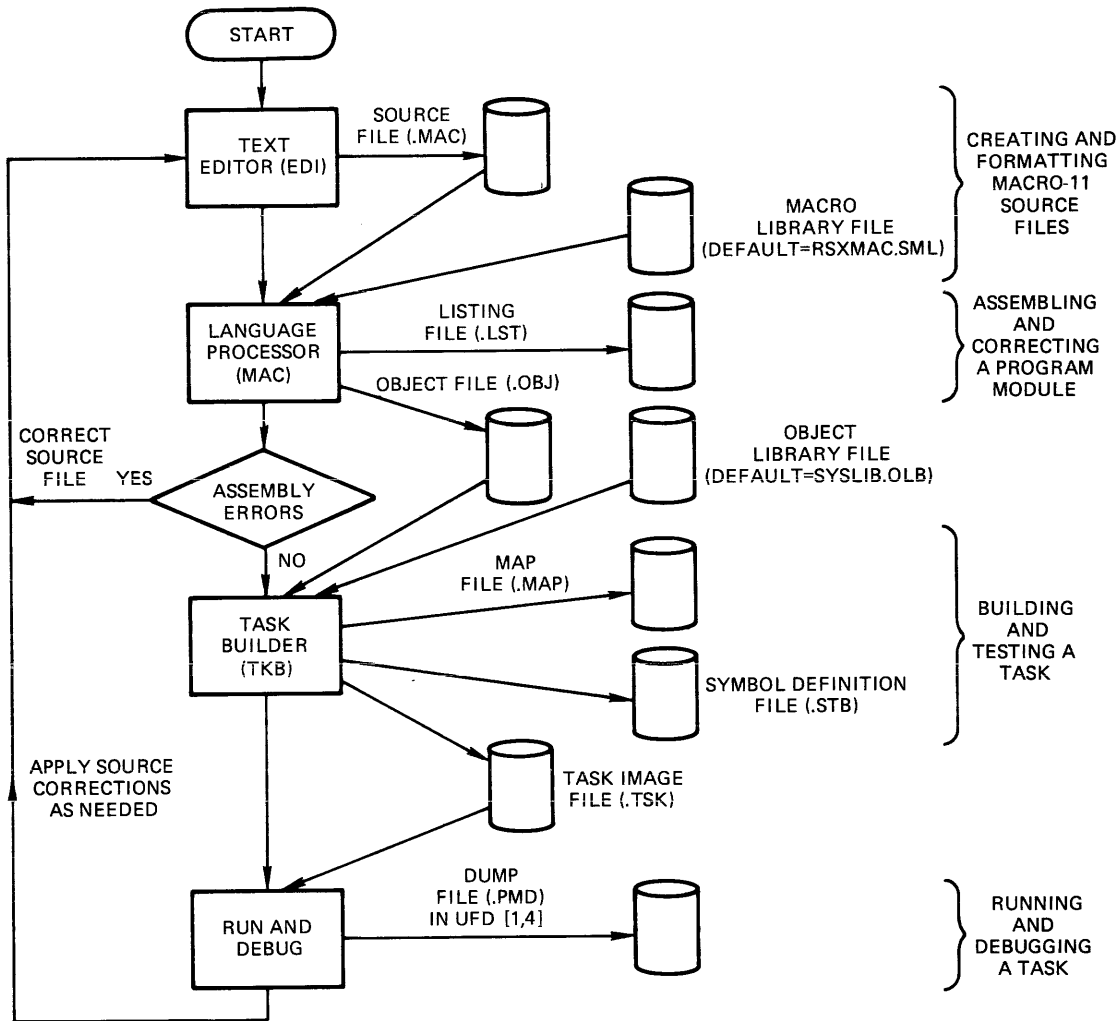 START
TEXT
EDITOR (EDI)
SOURCE
FILE (.MAC)
CREATING AND
FORMATTING
MACRO-11
SOURCE
FILES
MACRO
LIBRARY FILE
(DEFAULT=RSXMAC.SML)
LANGUAGE
PROCESSOR
(MAC)
LISTING
FILE (.LST)
ASSEMBLING
AND
CORRECTING
A PROGRAM
MODULE
OBJECT FILE (.OBJ)
CORRECT
SOURCE
FILE
YES
ASSEMBLY
ERRORS
NO
OBJECT
LIBRARY FILE
(DEFAULT=SYSLIB.OLB)
TASK
BUILDER
(TKB)
MAP
FILE (.MAP)
BUILDING
AND
TESTING A
TASK
SYMBOL DEFINITION
FILE (.STB)
APPLY SOURCE
CORRECTIONS
AS NEEDED
TASK IMAGE
FILE (.TSK)
RUN AND
DEBUG
DUMP
FILE (.PMD)
IN UFD [1,4]
RUNNING
AND
DEBUGGING
A TASK